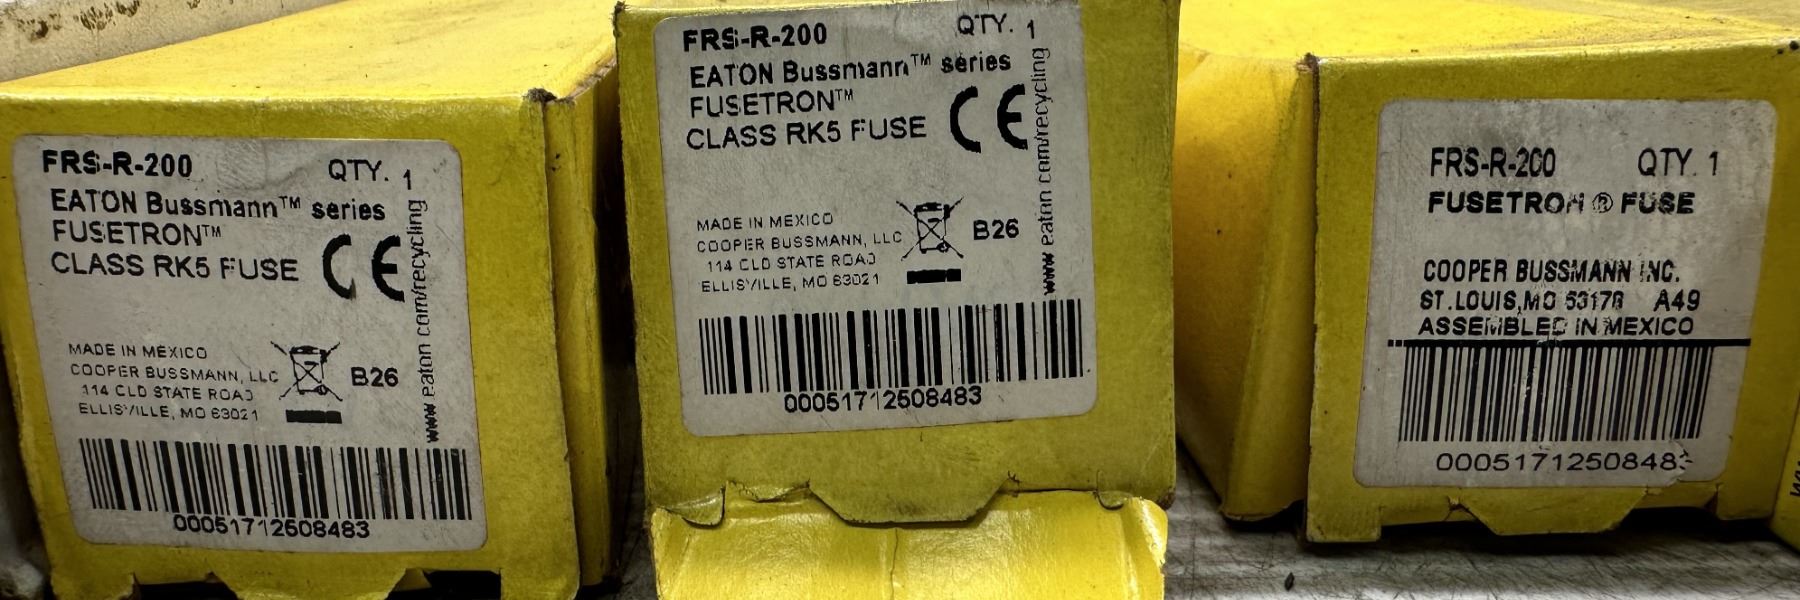 FRS-R-200 QTY. 1
EATON Bussmann™ series
FUSETRON™
CLASS RK5 FUSE
CE
www eaton com/recycling
MADE IN MEXICO
COOPER BUSSMANN, LLC
114 OLD STATE ROAD
ELLISVILLE, MO 63021
B26
00051712508483
FRS-R-200 QTY. 1
EATON Bussmann™ series
FUSETRON™
CLASS RK5 FUSE
CE
www eaton com/recycling
MADE IN MEXICO
COOPER BUSSMANN, LLC
114 OLD STATE ROAD
ELLISVILLE, MO 63021
B26
00051712508483
FRS-R-200 QTY. 1
FUSETRON ® FUSE
COOPER BUSSMANN INC.
ST. LOUIS, MO 63178 A49
ASSEMBLED IN MEXICO
00051712508483